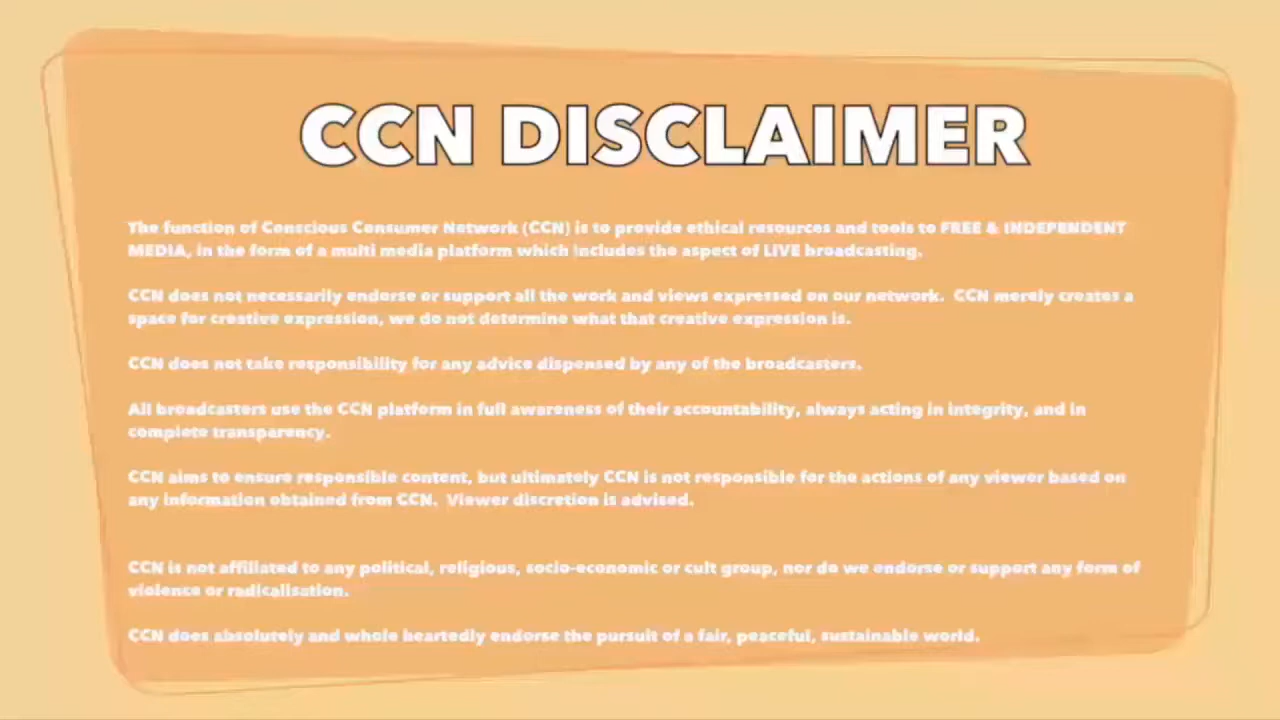 CCN DISCLAIMER
The function of Conscious Consumer Network (CCN) is to provide ethical resources and tools to FREE & INDEPENDENT
MEDIA, in the form of a multi media platform which includes the aspect of LIVE broadcasting.
CCN does not necessarily endorse or support all the work and views expressed on our network.  CCN merely creates a
space for creative expression, we do not determine what that creative expression is.
CCN does not take responsibility for any advice dispensed by any of the broadcasters.
All broadcasters use the CCN platform in full awareness of their accountability, always acting in integrity, and in
complete transparency.
CCN aims to ensure responsible content, but ultimately CCN is not responsible for the actions of any viewer based on
any information obtained from CCN.  Viewer discretion is advised.
CCN is not affiliated to any political, religious, socio-economic or cult group, nor do we endorse or support any form of
violence or radicalisation.
CCN does absolutely and whole heartedly endorse the pursuit of a fair, peaceful, sustainable world.